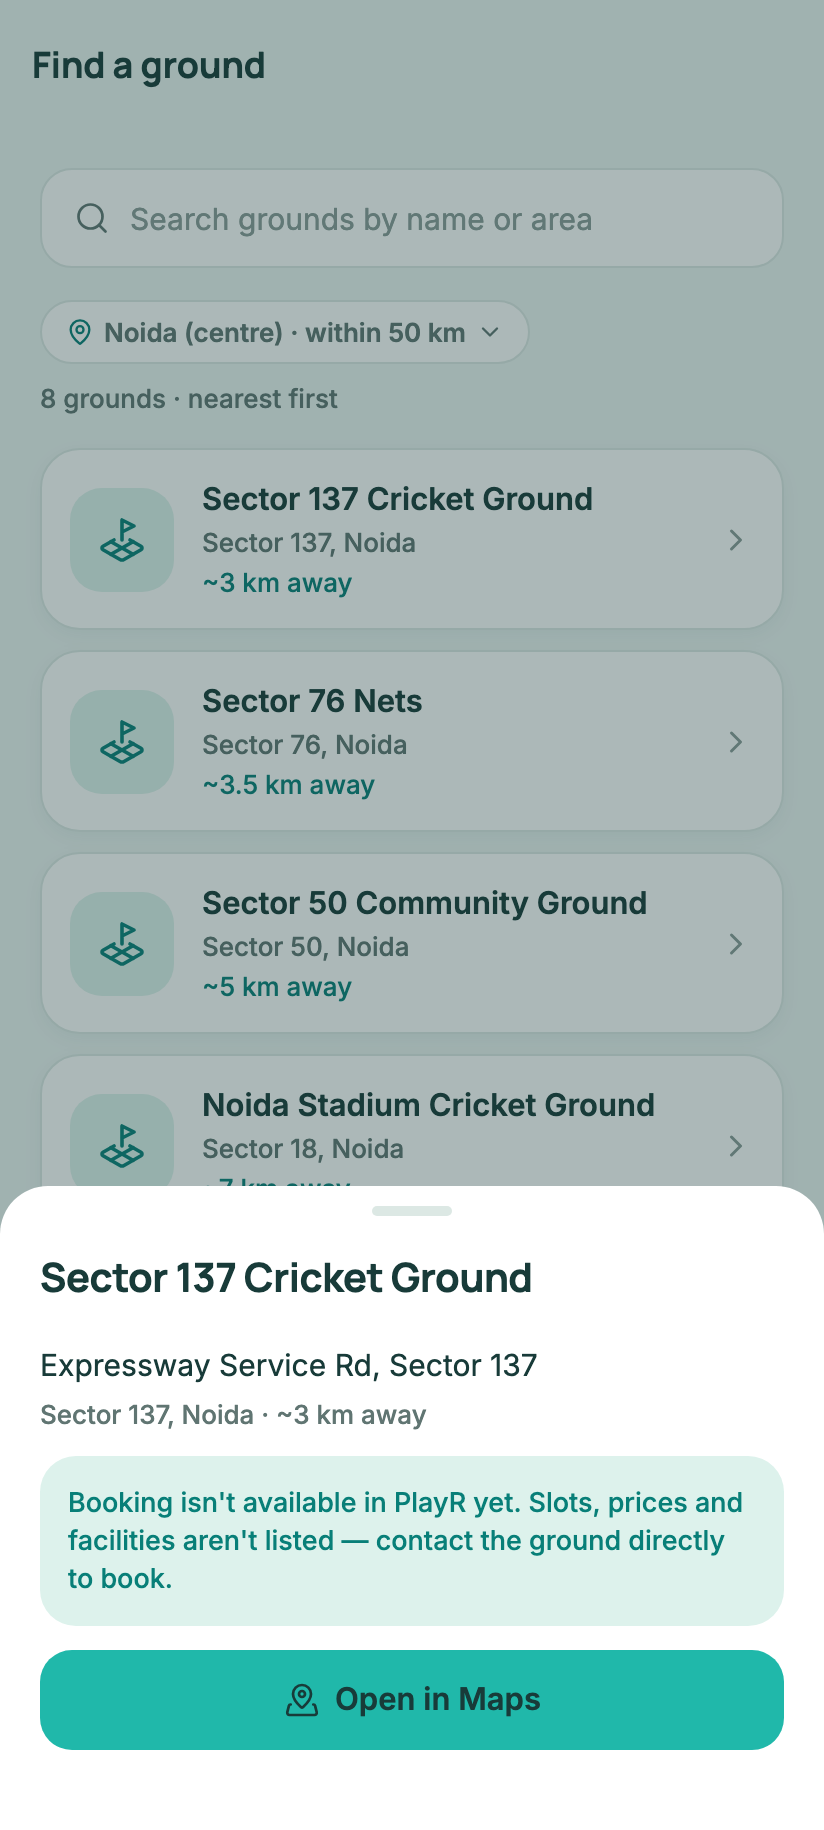 Find a ground
Search grounds by name or area
Noida (centre) · within 50 km
8 grounds · nearest first
Sector 137 Cricket Ground
Sector 137, Noida
~3 km away
Sector 76 Nets
Sector 76, Noida
~3.5 km away
Sector 50 Community Ground
Sector 50, Noida
~5 km away
Noida Stadium Cricket Ground
Sector 18, Noida
~7 km away
Sector 137 Cricket Ground
Expressway Service Rd, Sector 137
Sector 137, Noida · ~3 km away
Booking isn't available in PlayR yet. Slots, prices and
facilities aren't listed — contact the ground directly
to book.
Open in Maps